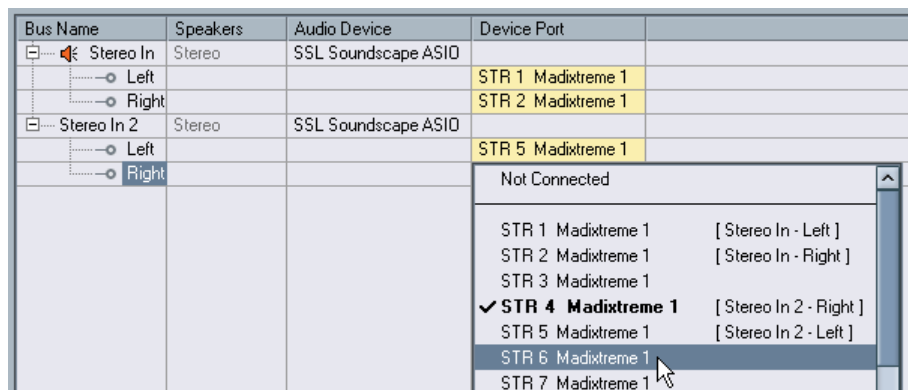 Bus Name Speakers Audio Device Device Port
Stereo In Stereo SSL Soundscape ASIO
Left STR 1 Madixtreme 1
Right STR 2 Madixtreme 1
Stereo In 2 Stereo SSL Soundscape ASIO
Left STR 5 Madixtreme 1
Right
Not Connected
STR 1 Madixtreme 1 [ Stereo In - Left ]
STR 2 Madixtreme 1 [ Stereo In - Right ]
STR 3 Madixtreme 1
STR 4 Madixtreme 1 [ Stereo In 2 - Right ]
STR 5 Madixtreme 1 [ Stereo In 2 - Left ]
STR 6 Madixtreme 1
STR 7 Madixtreme 1